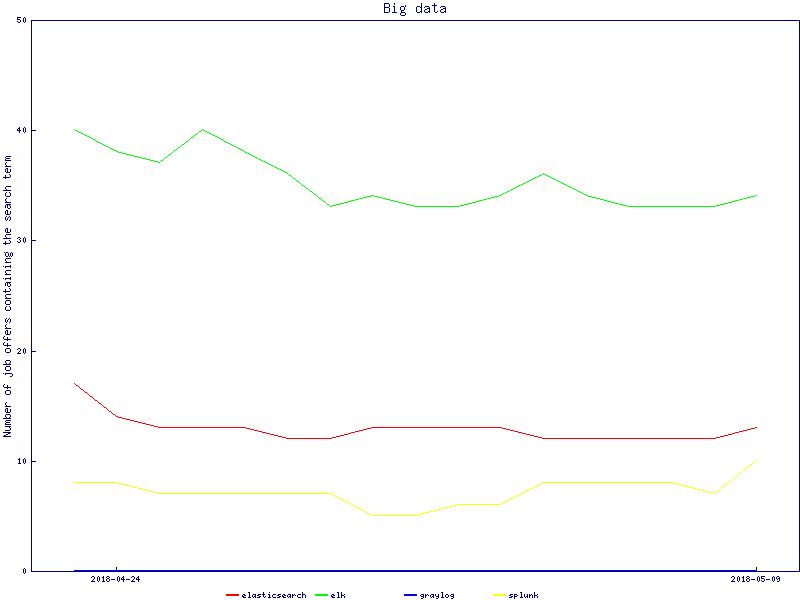 Big data
50
40
30
20
10
0
Number of job offers containing the search term
2018-04-24 2018-05-09
elasticsearch elk graylog splunk